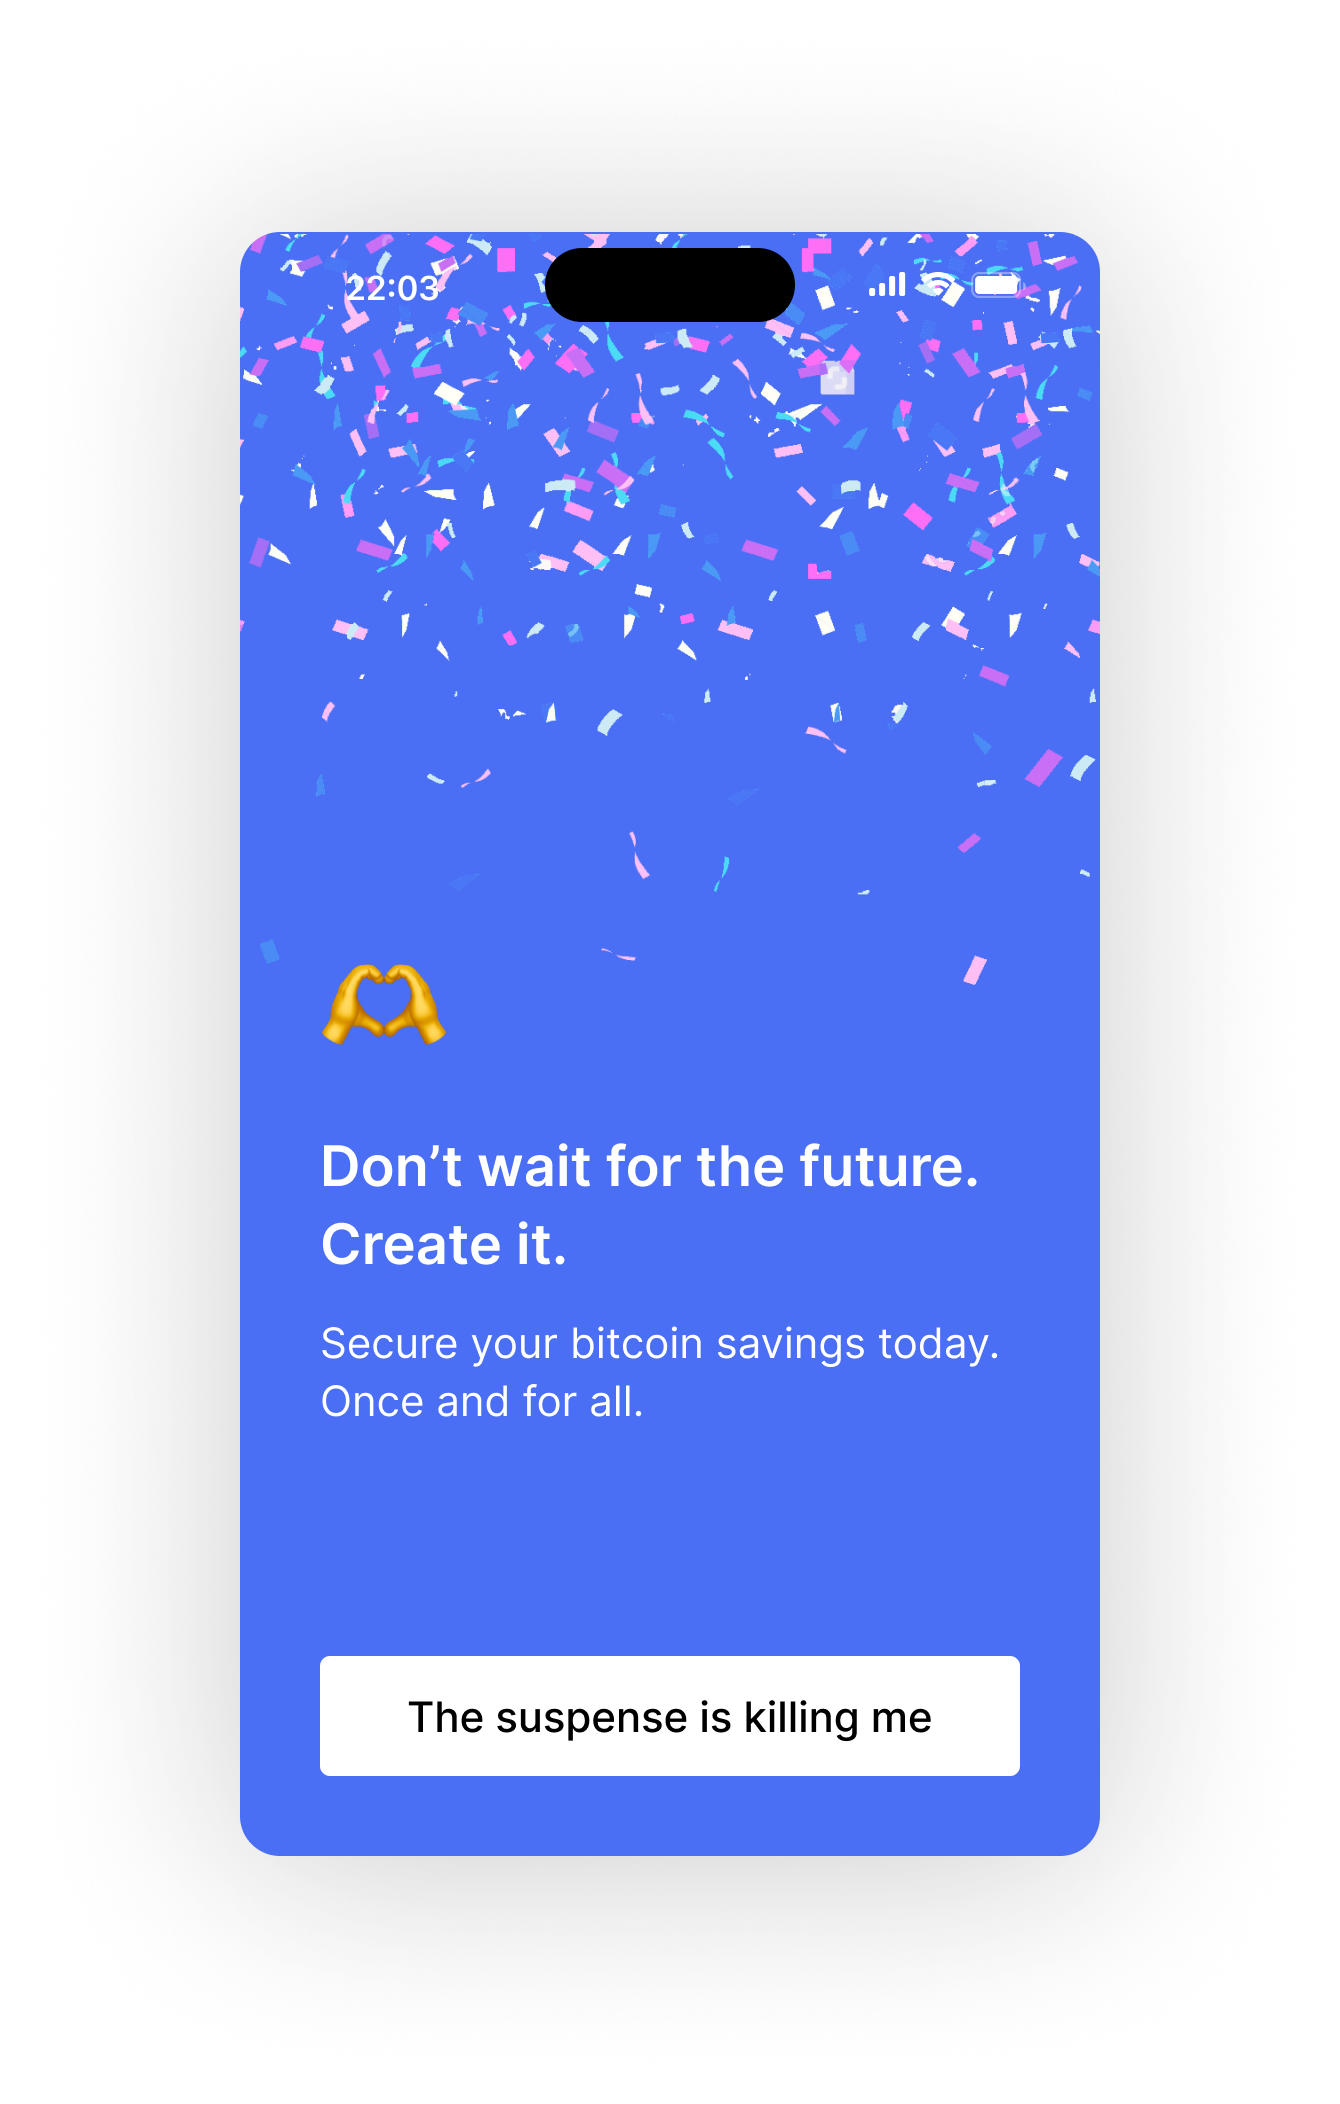 22:03
Don’t wait for the future.
Create it.
Secure your bitcoin savings today.
Once and for all.
The suspense is killing me